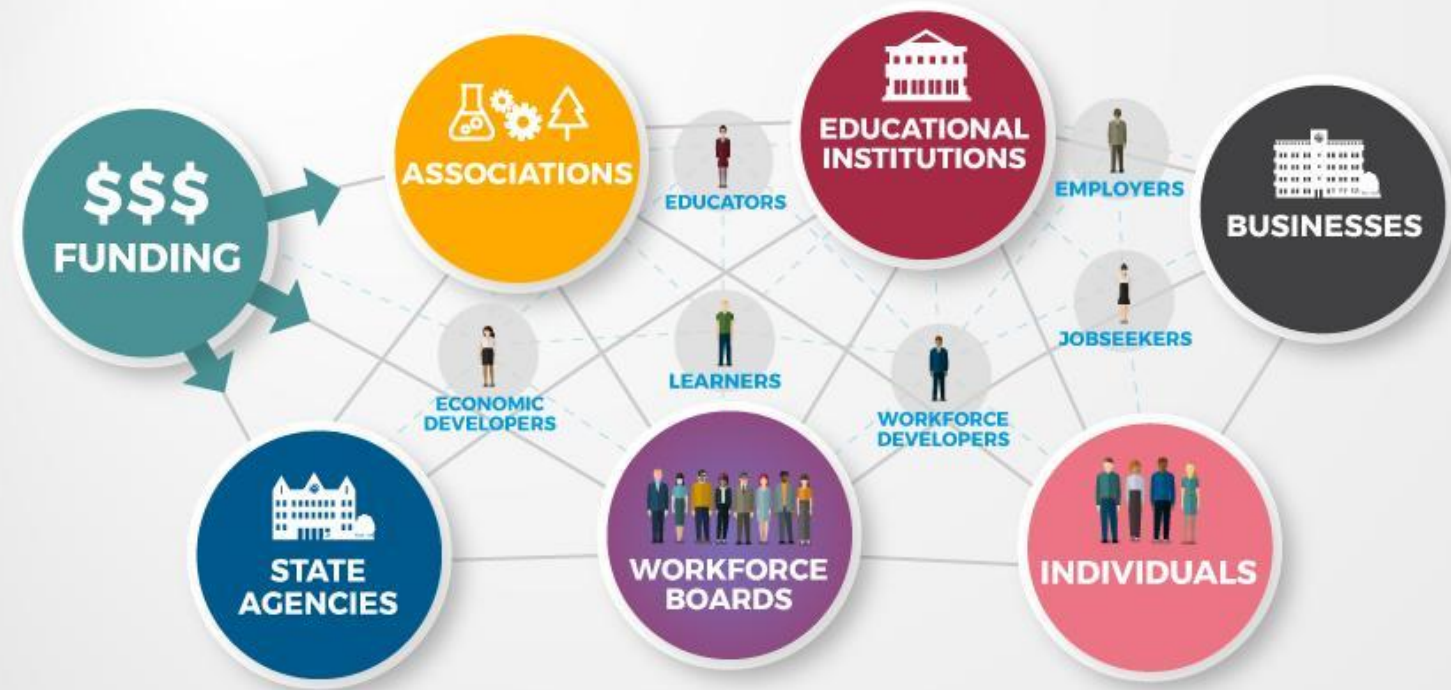 $$$
FUNDING
ASSOCIATIONS
EDUCATORS
EDUCATIONAL
INSTITUTIONS
EMPLOYERS
BUSINESSES
ECONOMIC
DEVELOPERS
LEARNERS
WORKFORCE
DEVELOPERS
JOBSEEKERS
STATE
AGENCIES
WORKFORCE
BOARDS
INDIVIDUALS